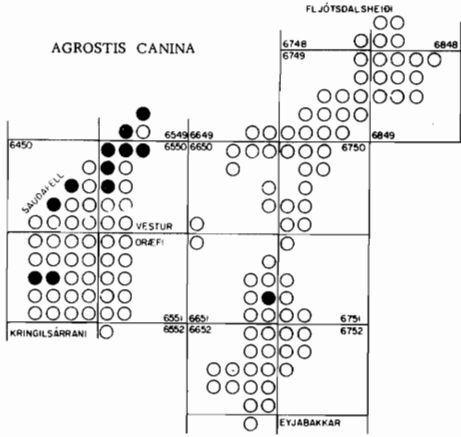 FLJÓTSDALSHEIÐI
AGROSTIS CANINA
6748 6848
6749
6450 6549 6649 6849
6550 6650 6750
SAUÐAFELL
VESTUR
ÖRÆFI
6551 6651 6751
KRINGILSÁRRANI 6552 6652 6752
EYJABAKKAR